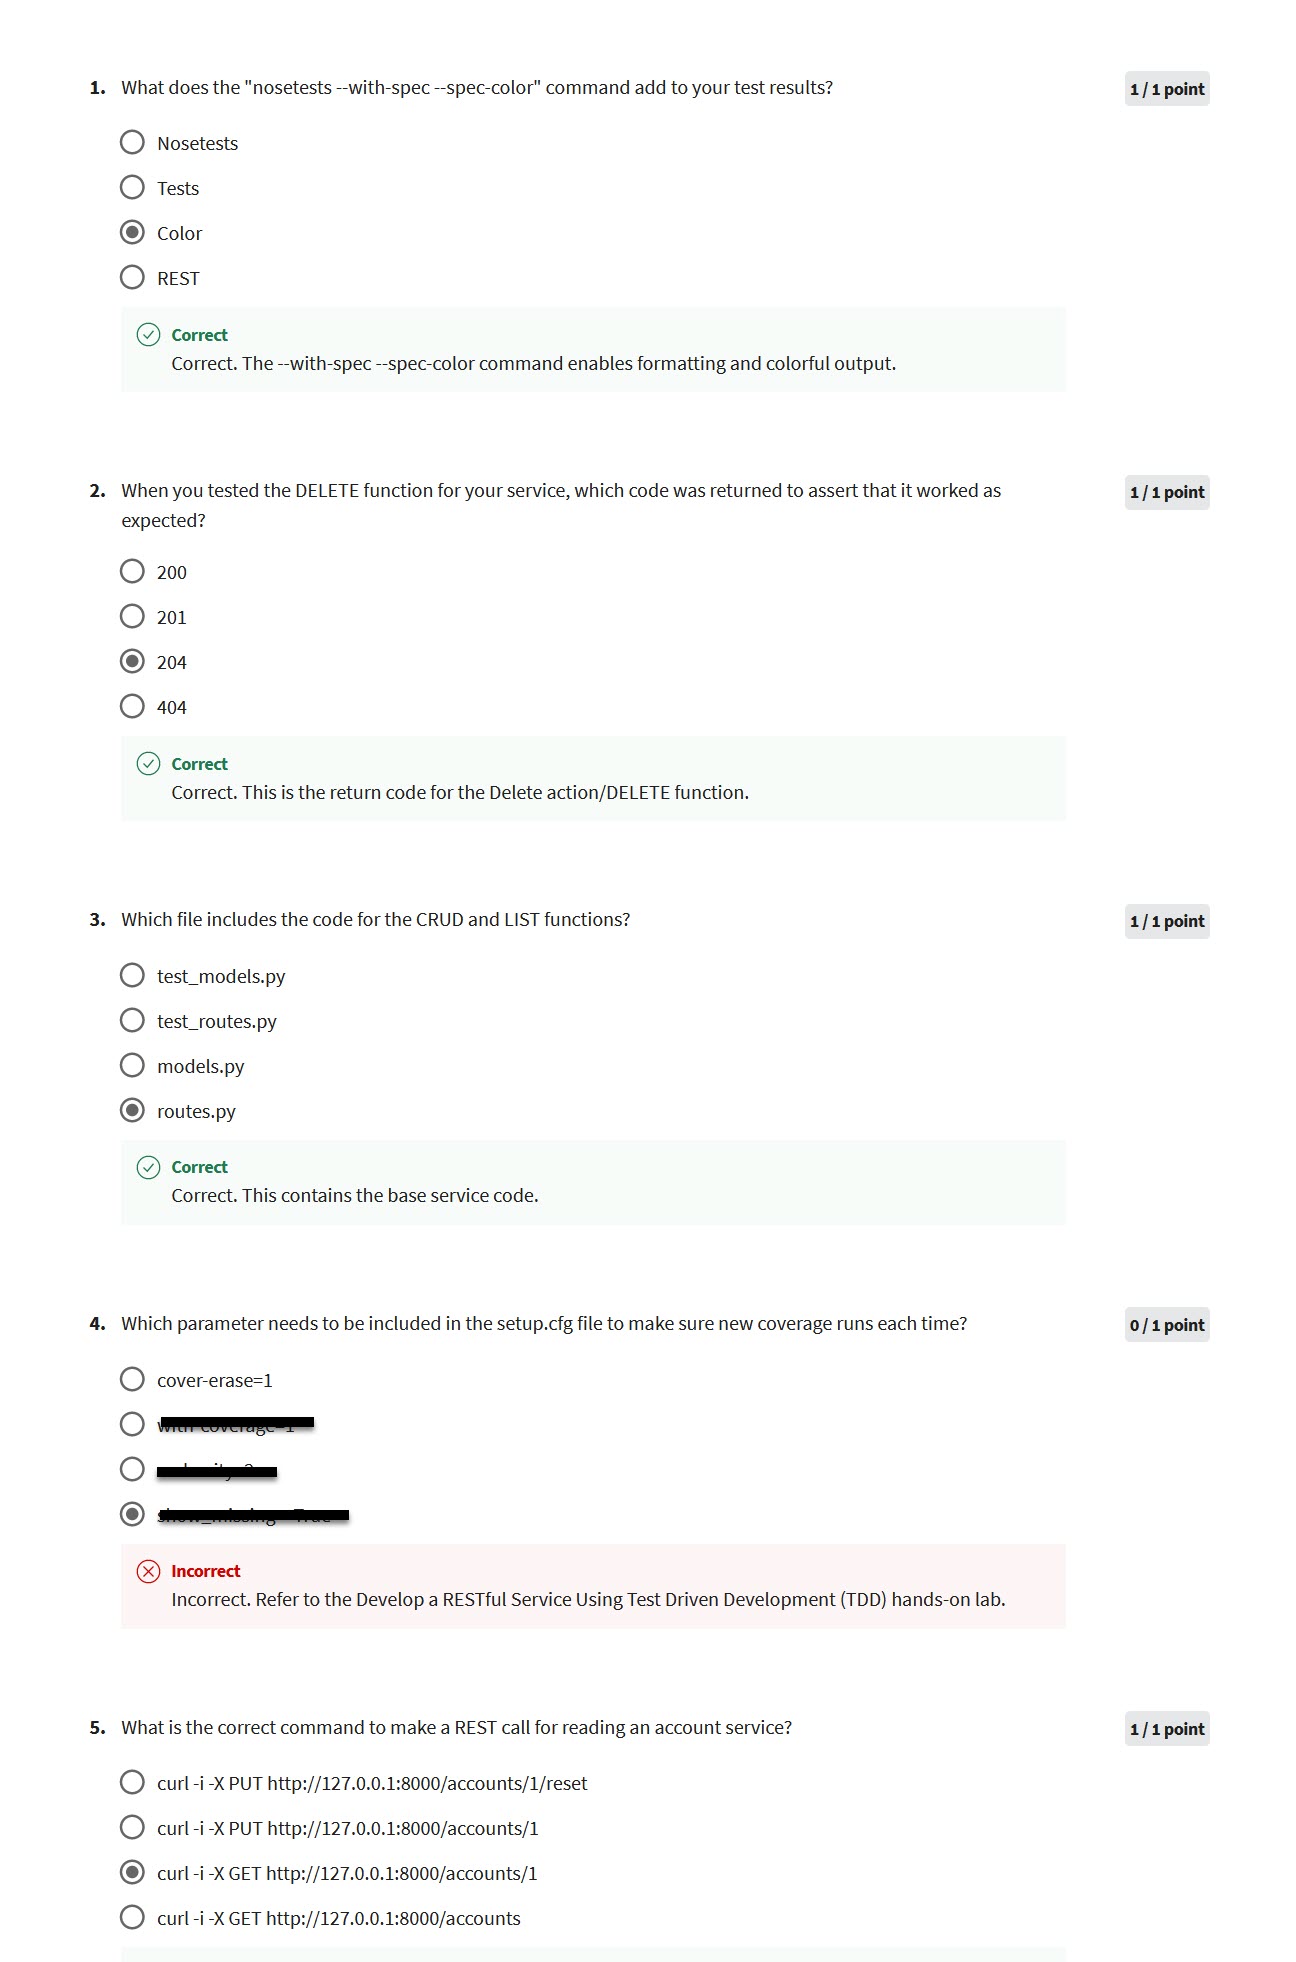 1. What does the "nosetests --with-spec --spec-color" command add to your test results?
1 / 1 point
Nosetests
Tests
Color
REST
Correct
Correct. The --with-spec --spec-color command enables formatting and colorful output.
2. When you tested the DELETE function for your service, which code was returned to assert that it worked as
expected?
1 / 1 point
200
201
204
404
Correct
Correct. This is the return code for the Delete action/DELETE function.
3. Which file includes the code for the CRUD and LIST functions?
1 / 1 point
test_models.py
test_routes.py
models.py
routes.py
Correct
Correct. This contains the base service code.
4. Which parameter needs to be included in the setup.cfg file to make sure new coverage runs each time?
0 / 1 point
cover-erase=1
Incorrect
Incorrect. Refer to the Develop a RESTful Service Using Test Driven Development (TDD) hands-on lab.
5. What is the correct command to make a REST call for reading an account service?
1 / 1 point
curl -i -X PUT http://127.0.0.1:8000/accounts/1/reset
curl -i -X PUT http://127.0.0.1:8000/accounts/1
curl -i -X GET http://127.0.0.1:8000/accounts/1
curl -i -X GET http://127.0.0.1:8000/accounts